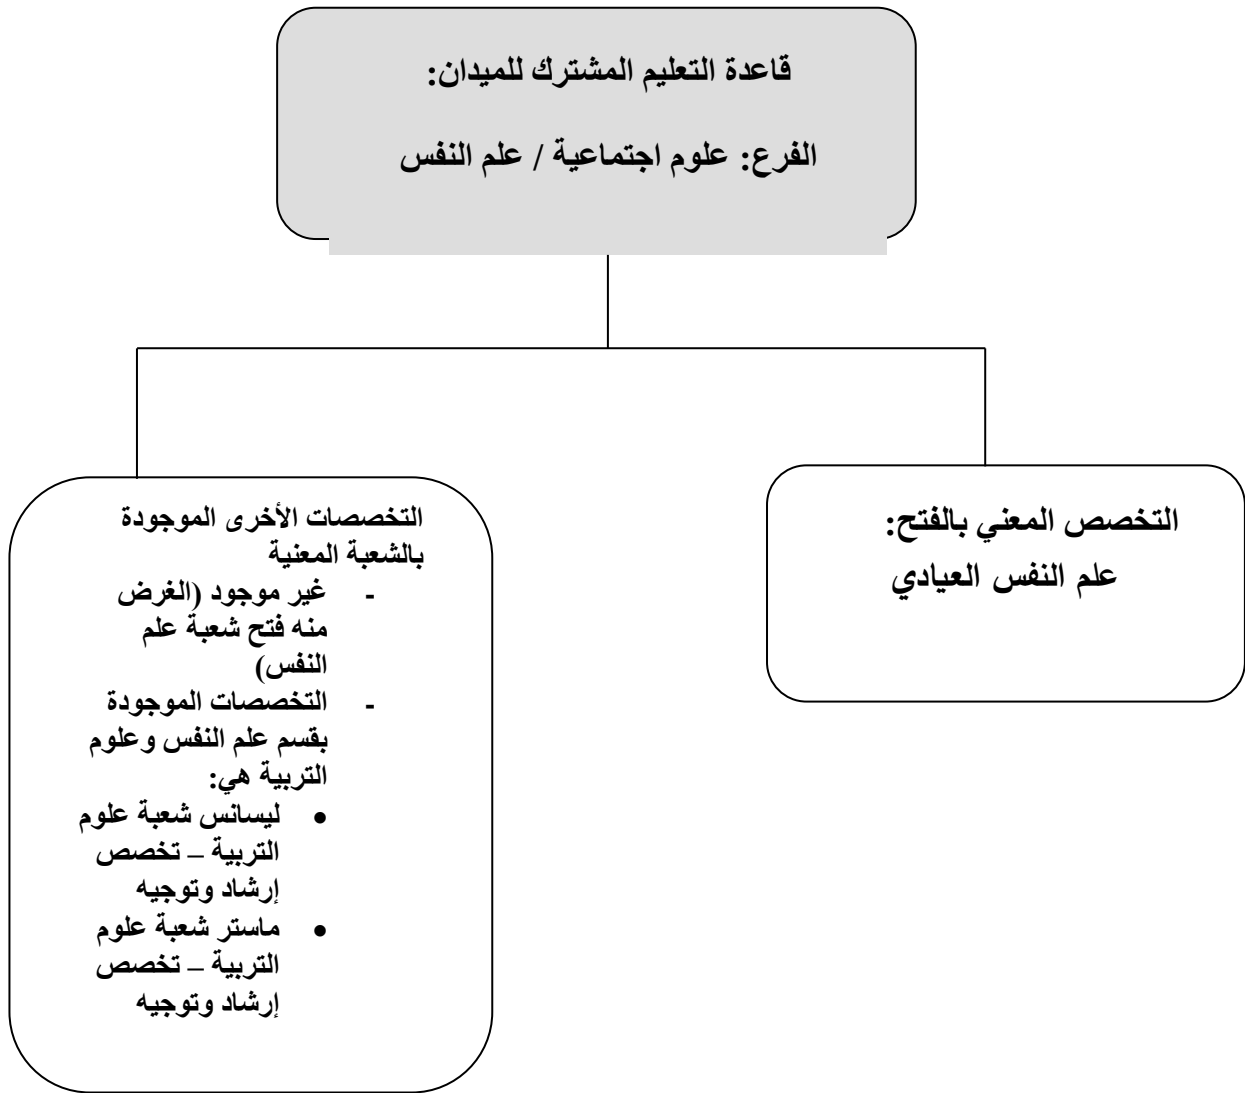 قاعدة التعليم المشترك للميدان:
الفرع: علوم اجتماعية / علم النفس
التخصص المعني بالفتح:
علم النفس العيادي
التخصصات الأخرى الموجودة
بالشعبة المعنية
- غير موجود (الغرض
منه فتح شعبة علم
النفس)
- التخصصات الموجودة
بقسم علم النفس وعلوم
التربية هي:
• ليسانس شعبة علوم
التربية – تخصص
إرشاد وتوجيه
• ماستر شعبة علوم
التربية – تخصص
إرشاد وتوجيه